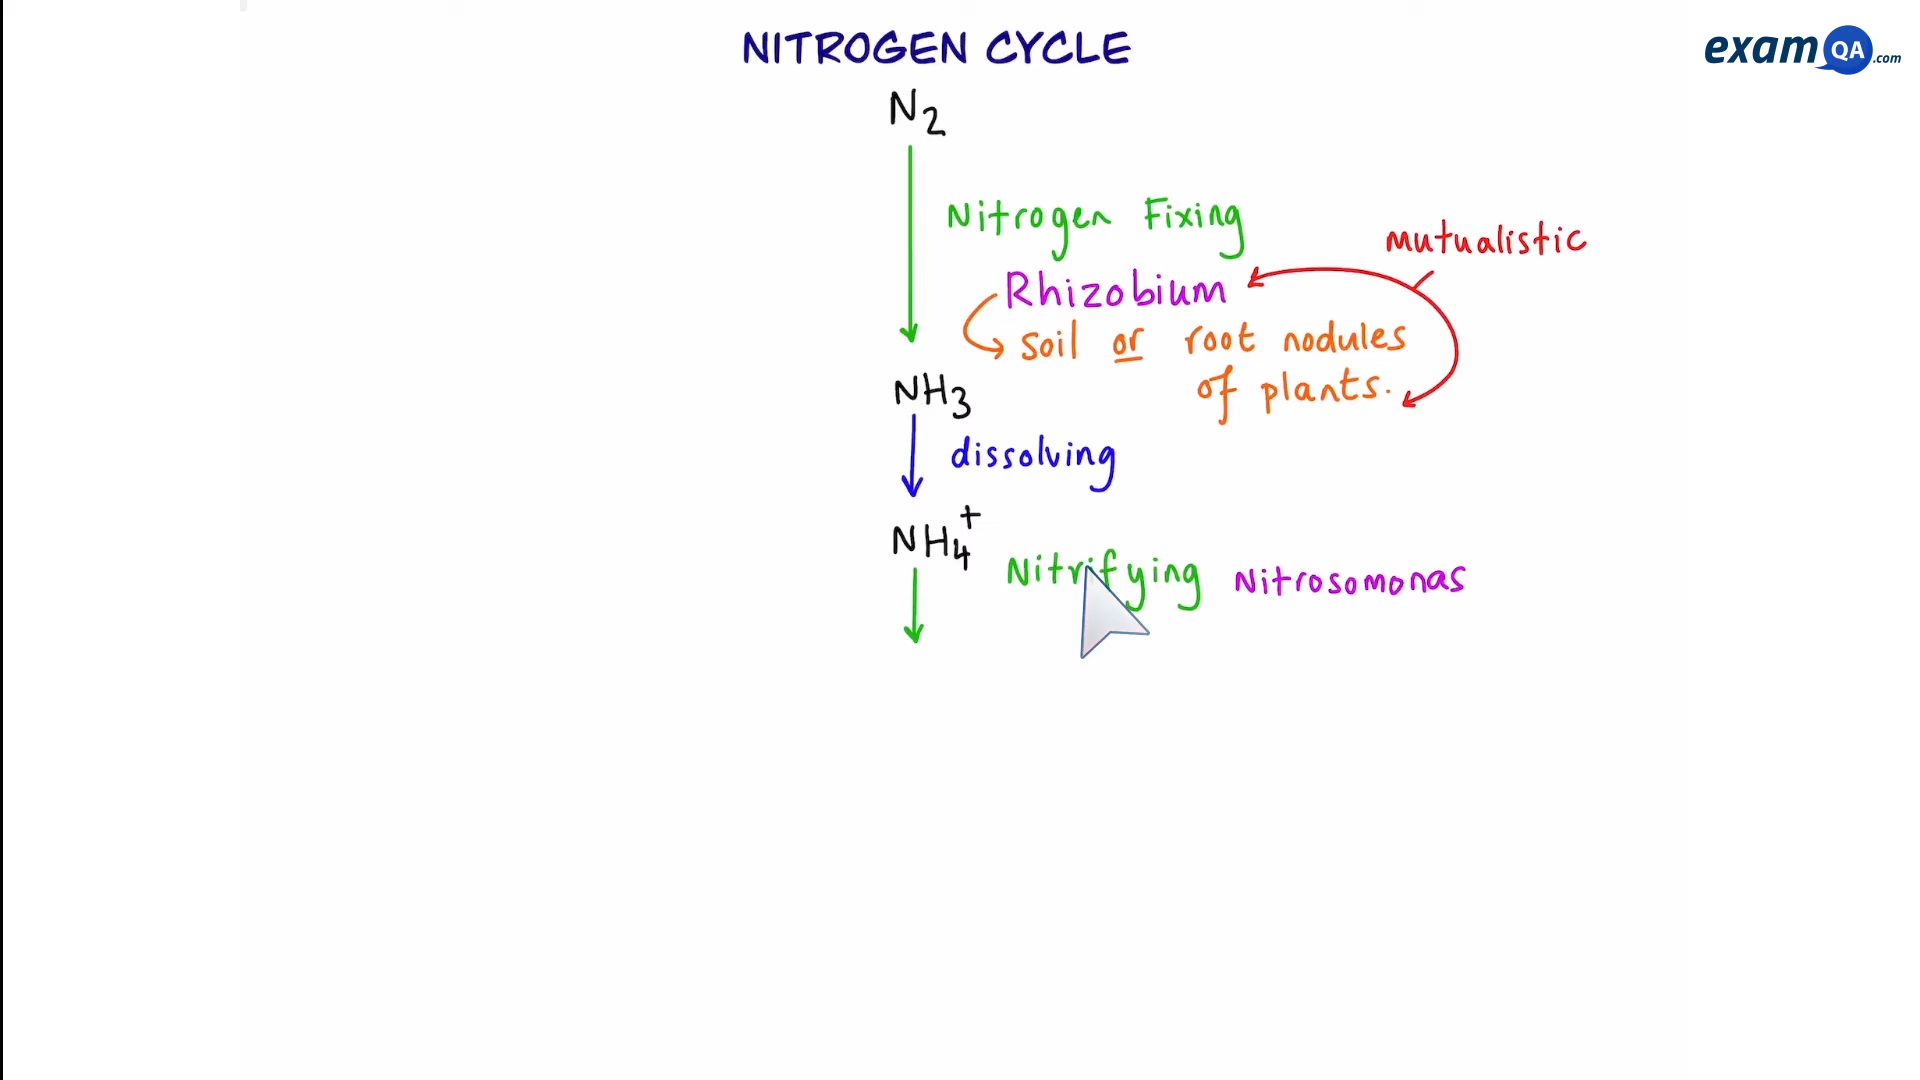 NITROGEN CYCLE
examQA.com
N₂
Nitrogen Fixing
mutualistic
Rhizobium
soil or root nodules
of plants.
NH₃
dissolving
NH₄⁺
Nitrifying Nitrosomonas